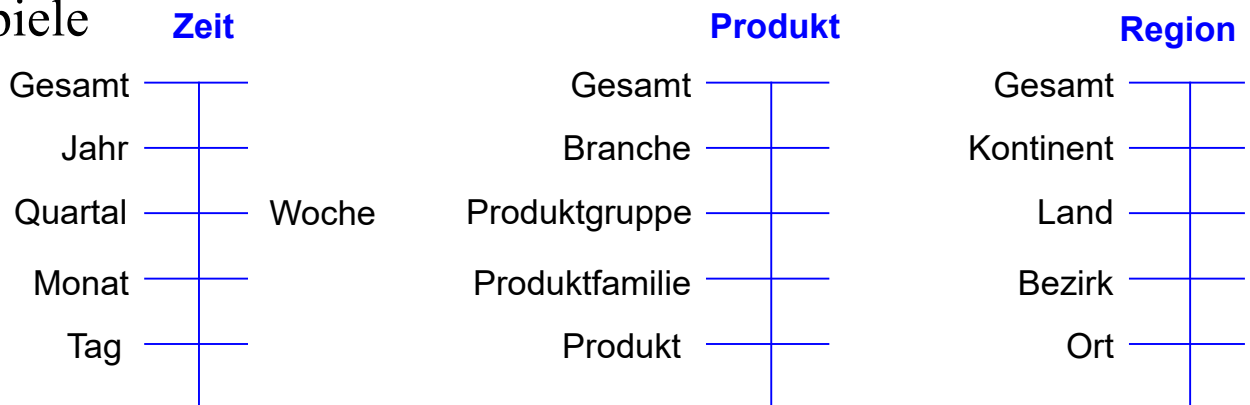 piele
Zeit
Gesamt
Jahr
Quartal
Woche
Monat
Tag
Produkt
Gesamt
Branche
Produktgruppe
Produktfamilie
Produkt
Region
Gesamt
Kontinent
Land
Bezirk
Ort